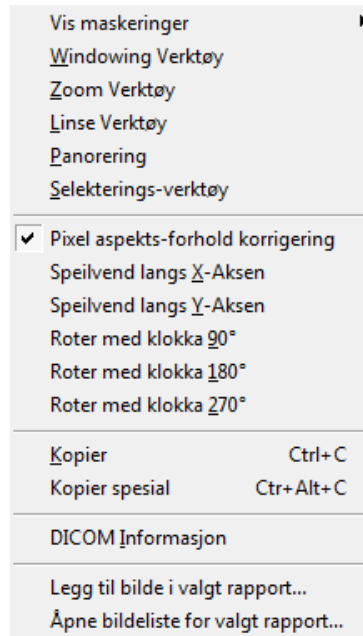 Vis maskeringer
Windowing Verktøy
Zoom Verktøy
Linse Verktøy
Panorering
Selekterings-verktøy
Pixel aspekts-forhold korrigering
Speilvend langs X-Aksen
Speilvend langs Y-Aksen
Roter med klokka 90°
Roter med klokka 180°
Roter med klokka 270°
Kopier Ctrl+C
Kopier spesial Ctr+Alt+C
DICOM Informasjon
Legg til bilde i valgt rapport...
Åpne bildeliste for valgt rapport...